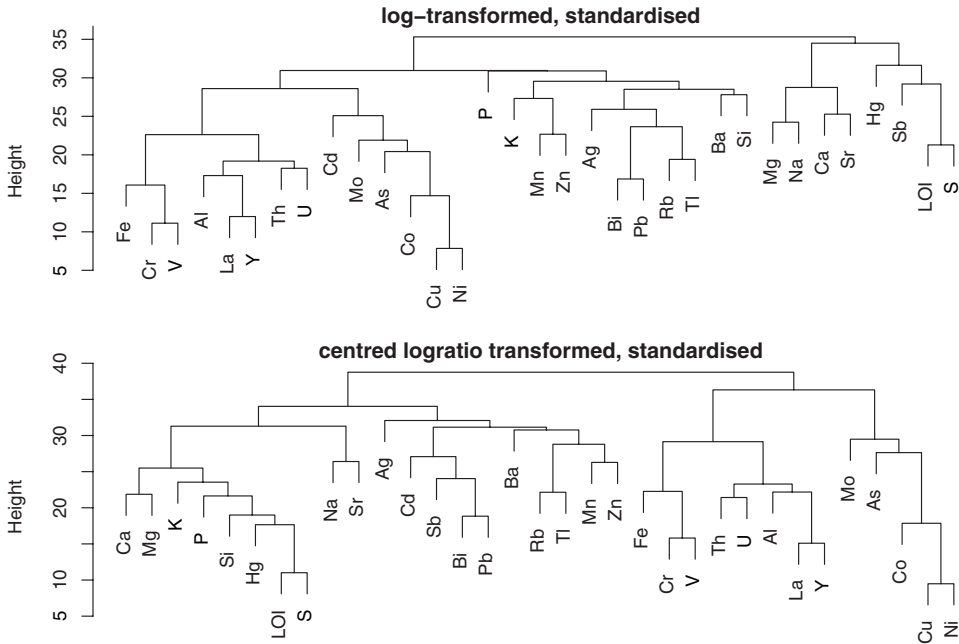 log−transformed, standardised
Height
35
30
25
20
15
10
5
Fe
Cr
V
Al
La
Y
Th
U
Cd
Mo
As
Co
Cu
Ni
P
K
Mn
Zn
Ag
Bi
Pb
Rb
Tl
Ba
Si
Mg
Na
Ca
Sr
Hg
Sb
LOI
S
centred logratio transformed, standardised
Height
40
30
20
10
5
Ca
Mg
K
P
Si
Hg
LOI
S
Na
Sr
Ag
Cd
Sb
Bi
Pb
Ba
Rb
Tl
Mn
Zn
Fe
Cr
V
Th
U
Al
La
Y
Mo
As
Co
Cu
Ni